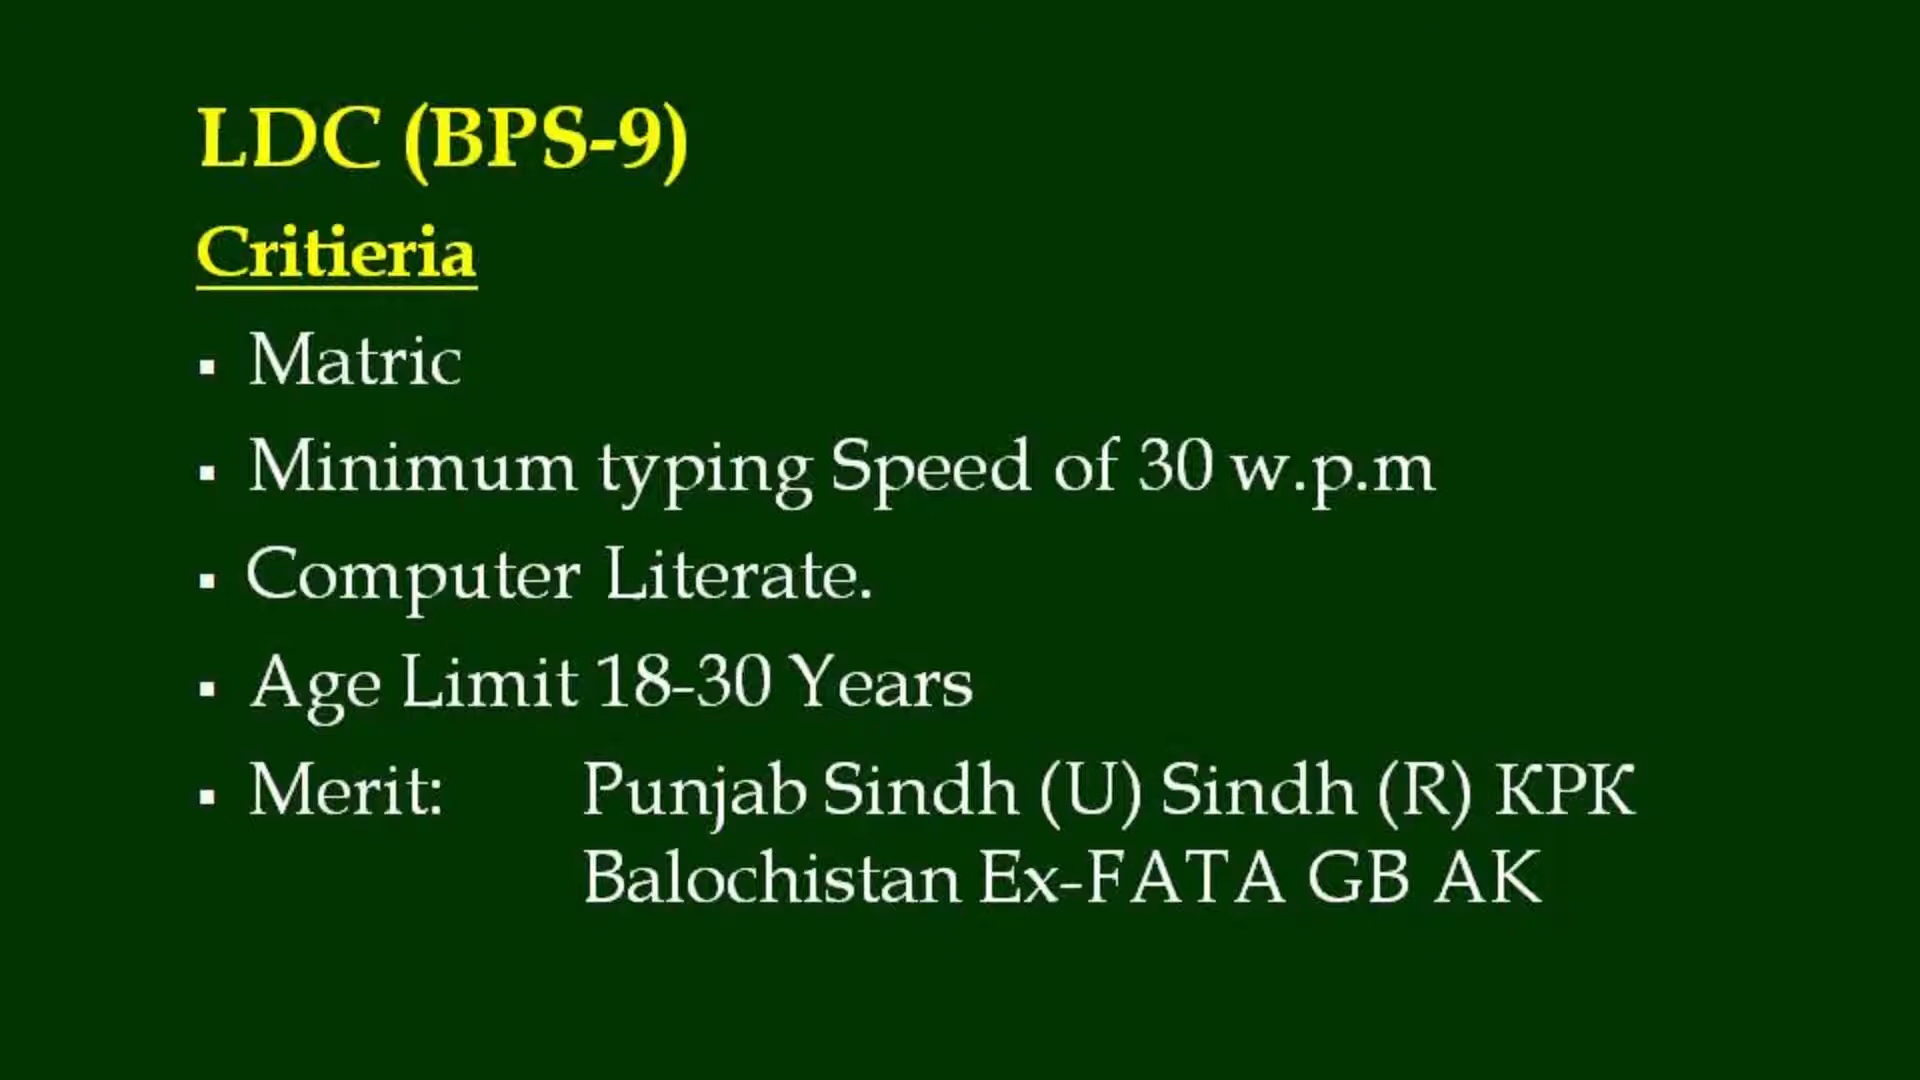 LDC (BPS-9)
Critieria
▪ Matric
▪ Minimum typing Speed of 30 w.p.m
▪ Computer Literate.
▪ Age Limit 18-30 Years
▪ Merit: Punjab Sindh (U) Sindh (R) KPK
Balochistan Ex-FATA GB AK